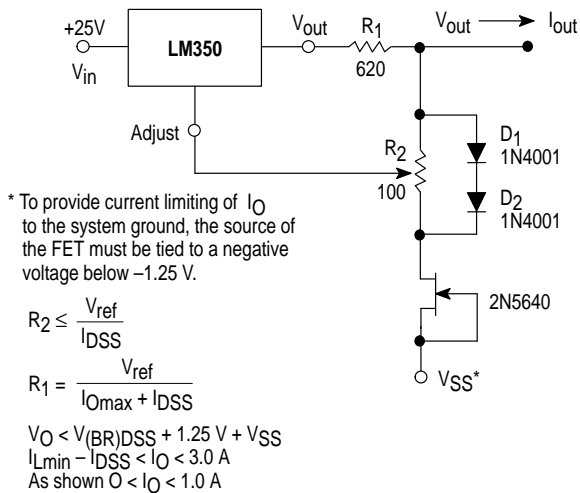 +25V
V_in
LM350
V_out
R_1
620
V_out
I_out
Adjust
R_2
100
D_1
1N4001
D_2
1N4001
2N5640
V_SS*
* To provide current limiting of I_O
to the system ground, the source of
the FET must be tied to a negative
voltage below –1.25 V.
R_2 ≤ V_ref / I_DSS
R_1 = V_ref / I_Omax + I_DSS
V_O < V_(BR)DSS + 1.25 V + V_SS
I_Lmin – I_DSS < I_O < 3.0 A
As shown O < I_O < 1.0 A